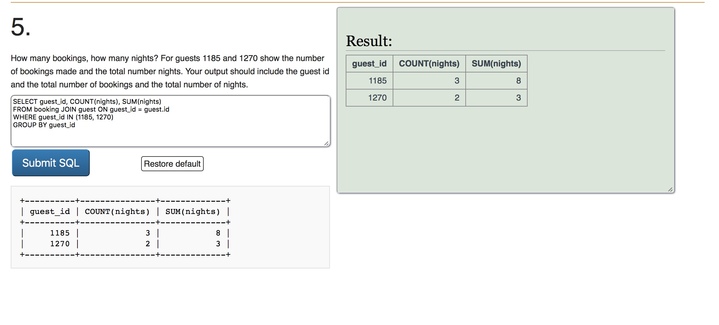 5.
How many bookings, how many nights? For guests 1185 and 1270 show the number
of bookings made and the total number nights. Your output should include the guest id
and the total number of bookings and the total number of nights.
SELECT guest_id, COUNT(nights), SUM(nights)
FROM booking JOIN guest ON guest_id = guest.id
WHERE guest_id IN (1185, 1270)
GROUP BY guest_id
Submit SQL Restore default
+----------+---------------+-------------+
| guest_id | COUNT(nights) | SUM(nights) |
+----------+---------------+-------------+
| 1185 | 3 | 8 |
| 1270 | 2 | 3 |
+----------+---------------+-------------+
Result:
guest_id COUNT(nights) SUM(nights)
1185 3 8
1270 2 3